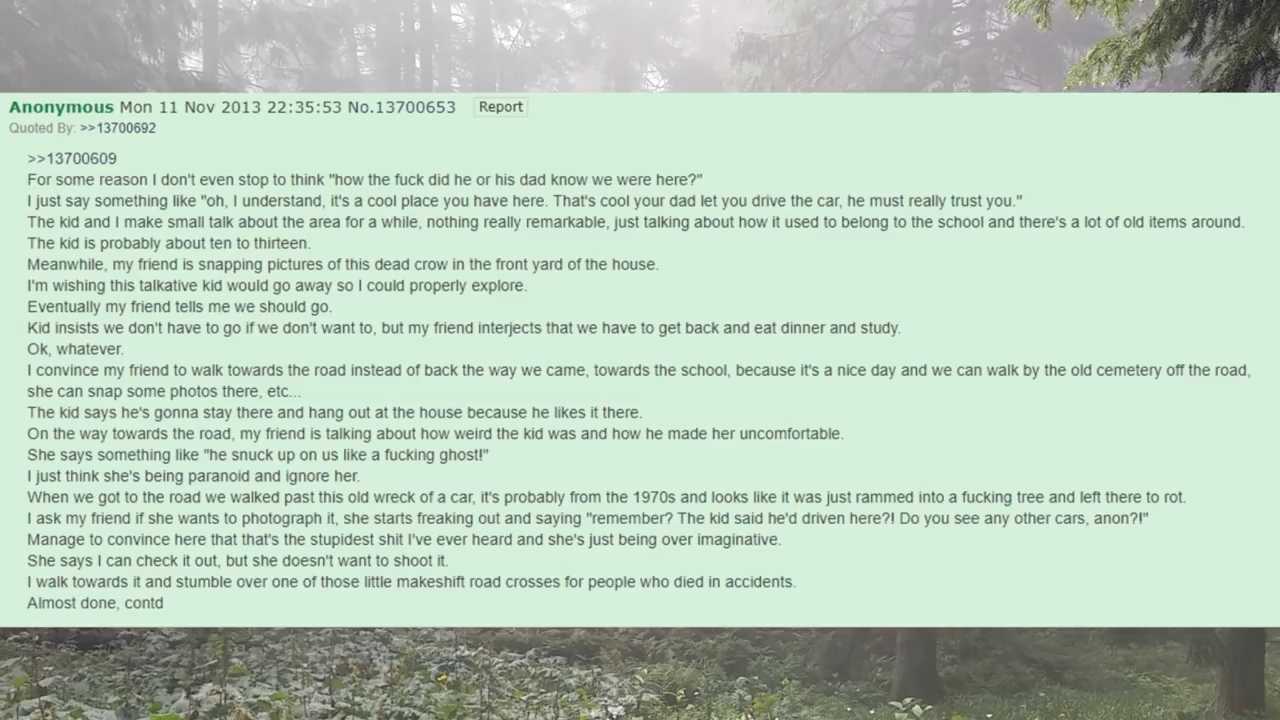 Anonymous Mon 11 Nov 2013 22:35:53 No.13700653 Report
Quoted By: >>13700692
>>13700609
For some reason I don't even stop to think "how the fuck did he or his dad know we were here?"
I just say something like "oh, I understand, it's a cool place you have here. That's cool your dad let you drive the car, he must really trust you."
The kid and I make small talk about the area for a while, nothing really remarkable, just talking about how it used to belong to the school and there's a lot of old items around.
The kid is probably about ten to thirteen.
Meanwhile, my friend is snapping pictures of this dead crow in the front yard of the house.
I'm wishing this talkative kid would go away so I could properly explore.
Eventually my friend tells me we should go.
Kid insists we don't have to go if we don't want to, but my friend interjects that we have to get back and eat dinner and study.
Ok, whatever.
I convince my friend to walk towards the road instead of back the way we came, towards the school, because it's a nice day and we can walk by the old cemetery off the road,
she can snap some photos there, etc...
The kid says he's gonna stay there and hang out at the house because he likes it there.
On the way towards the road, my friend is talking about how weird the kid was and how he made her uncomfortable.
She says something like "he snuck up on us like a fucking ghost!"
I just think she's being paranoid and ignore her.
When we got to the road we walked past this old wreck of a car, it's probably from the 1970s and looks like it was just rammed into a fucking tree and left there to rot.
I ask my friend if she wants to photograph it, she starts freaking out and saying "remember? The kid said he'd driven here?! Do you see any other cars, anon?!"
Manage to convince here that that's the stupidest shit I've ever heard and she's just being over imaginative.
She says I can check it out, but she doesn't want to shoot it.
I walk towards it and stumble over one of those little makeshift road crosses for people who died in accidents.
Almost done, contd